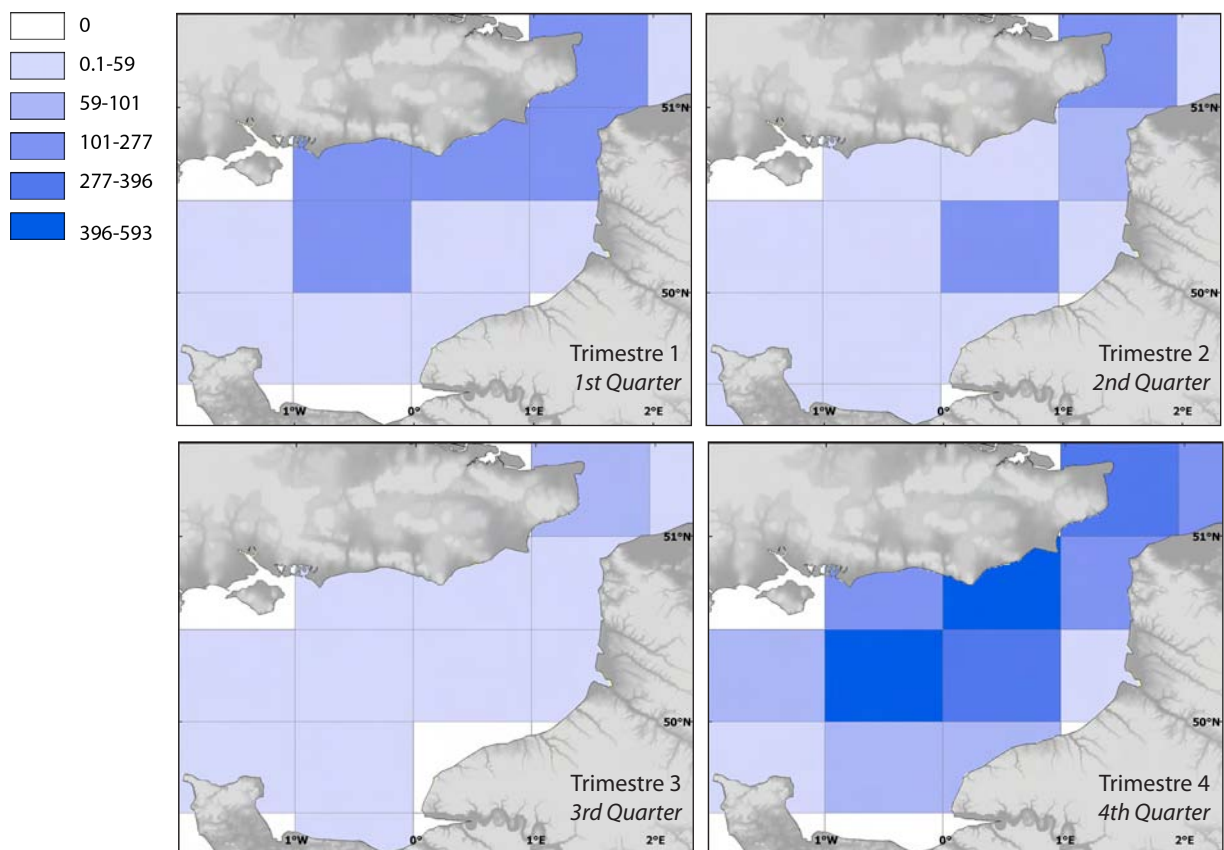 0
0.1-59
59-101
101-277
277-396
396-593
51°N
50°N
Trimestre 1
1st Quarter
1°W 0° 1°E 2°E
51°N
50°N
Trimestre 2
2nd Quarter
1°W 0° 1°E 2°E
51°N
50°N
Trimestre 3
3rd Quarter
1°W 0° 1°E 2°E
51°N
50°N
Trimestre 4
4th Quarter
1°W 0° 1°E 2°E